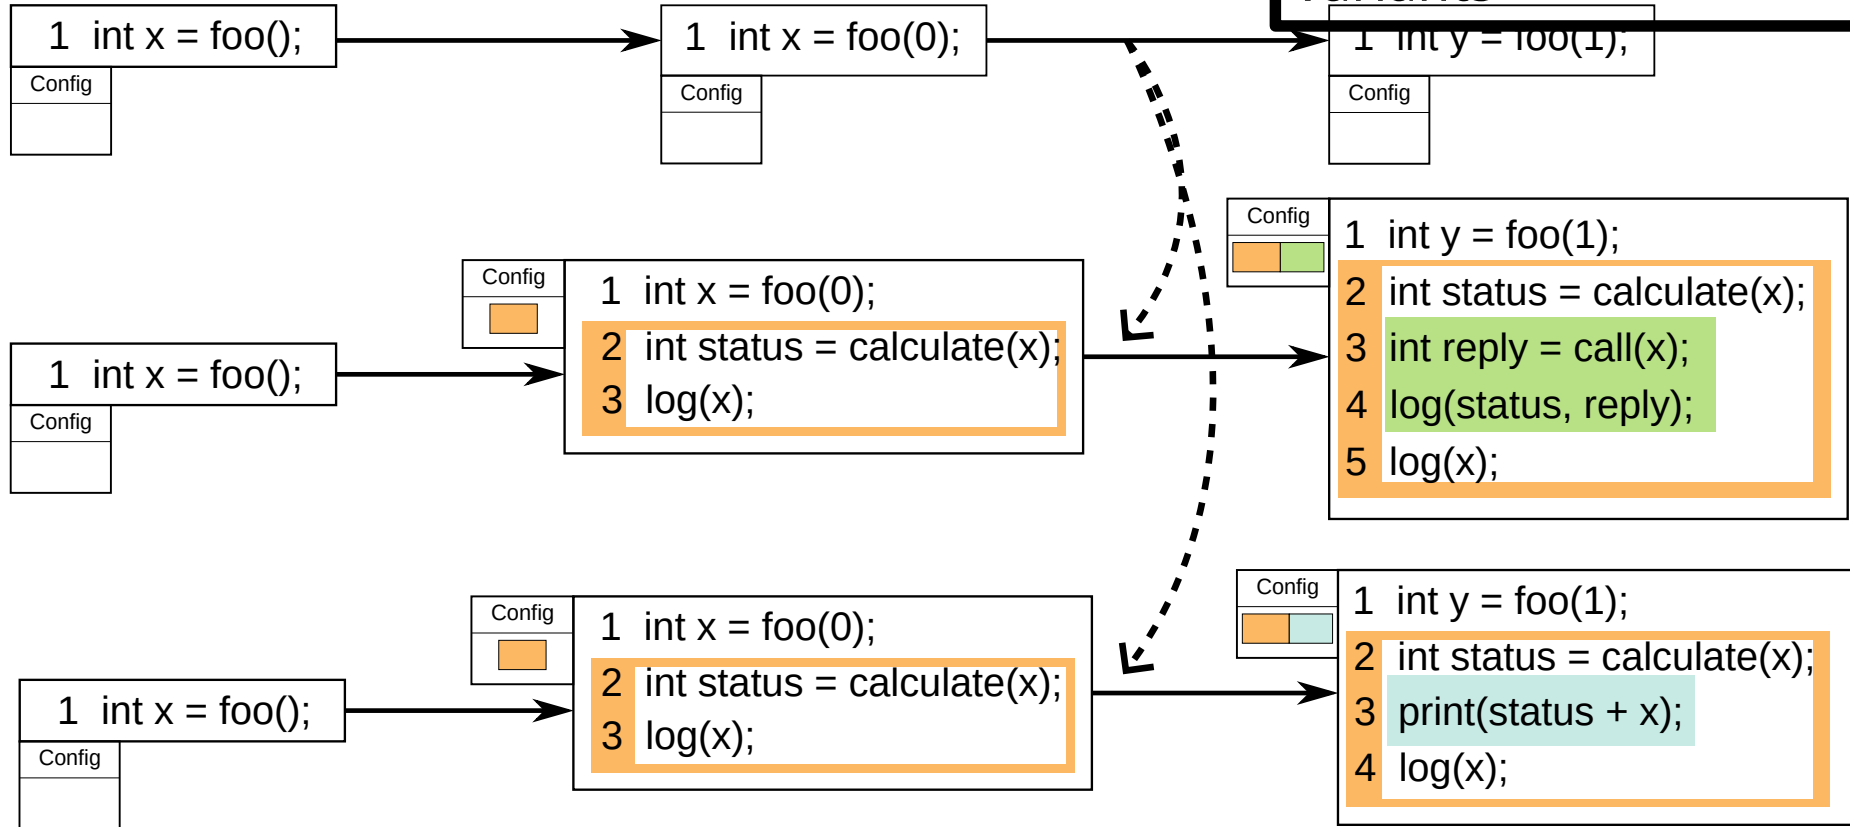 1 int x = foo();
Config
1 int x = foo(0);
Config
1 int y = foo(1);
Config
1 int x = foo();
Config
Config
1 int x = foo(0);
2 int status = calculate(x);
3 log(x);
Config
1 int y = foo(1);
2 int status = calculate(x);
3 int reply = call(x);
4 log(status, reply);
5 log(x);
1 int x = foo();
Config
Config
1 int x = foo(0);
2 int status = calculate(x);
3 log(x);
Config
1 int y = foo(1);
2 int status = calculate(x);
3 print(status + x);
4 log(x);